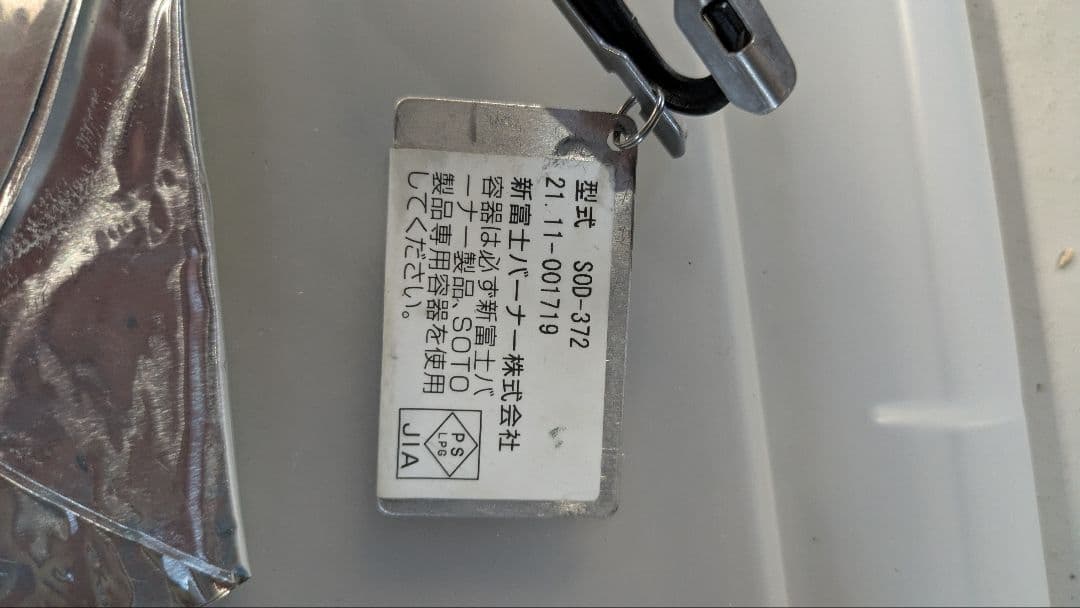 型式 SOD-372
21.11-001719
新富士バーナー株式会社
容器は必ず新富士バ
ーナー製品、SOTO
製品専用容器を使用
してください。
PS
LPG
JIA